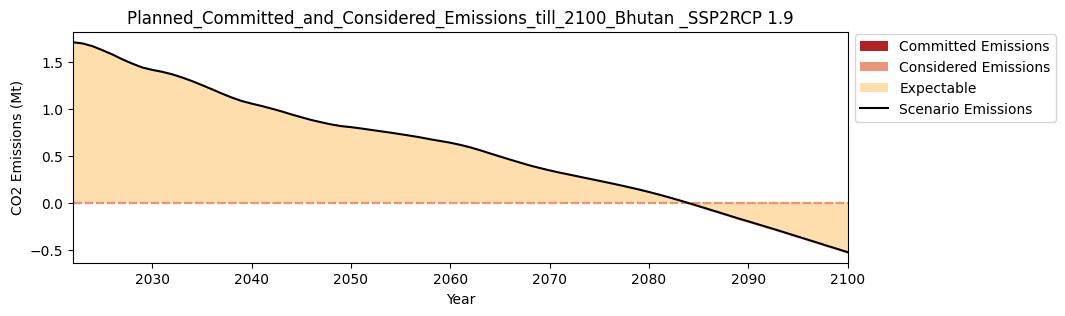 Planned_Committed_and_Considered_Emissions_till_2100_Bhutan _SSP2RCP 1.9
CO2 Emissions (Mt)
1.5
1.0
0.5
0.0
−0.5
2030
2040
2050
2060
2070
2080
2090
2100
Year
Committed Emissions
Considered Emissions
Expectable
Scenario Emissions